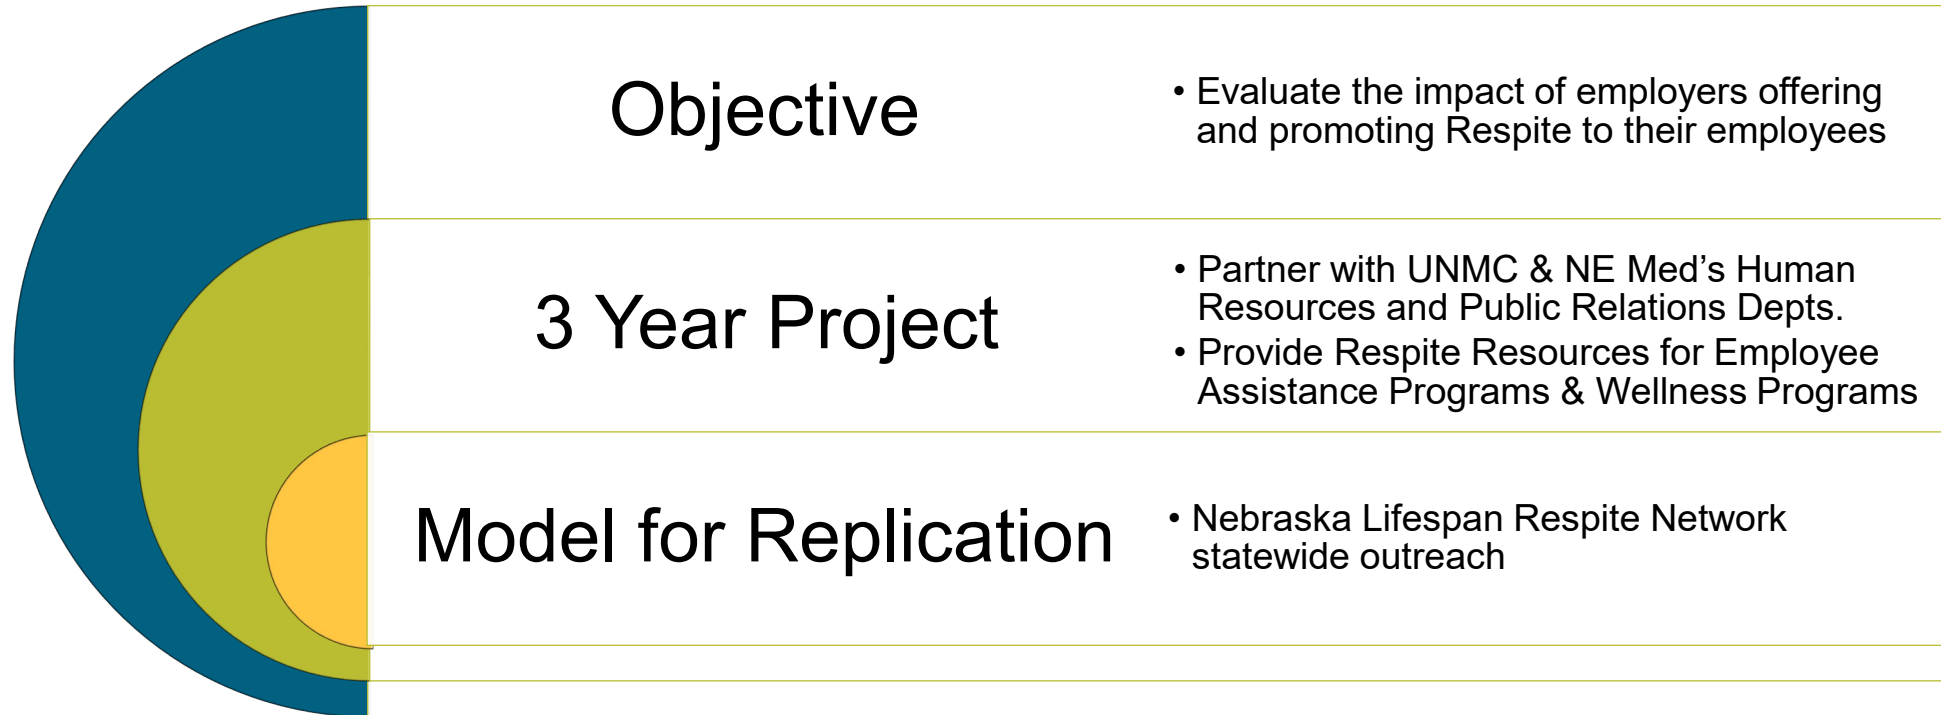 Objective
• Evaluate the impact of employers offering
and promoting Respite to their employees
3 Year Project
• Partner with UNMC & NE Med’s Human
Resources and Public Relations Depts.
• Provide Respite Resources for Employee
Assistance Programs & Wellness Programs
Model for Replication
• Nebraska Lifespan Respite Network
statewide outreach